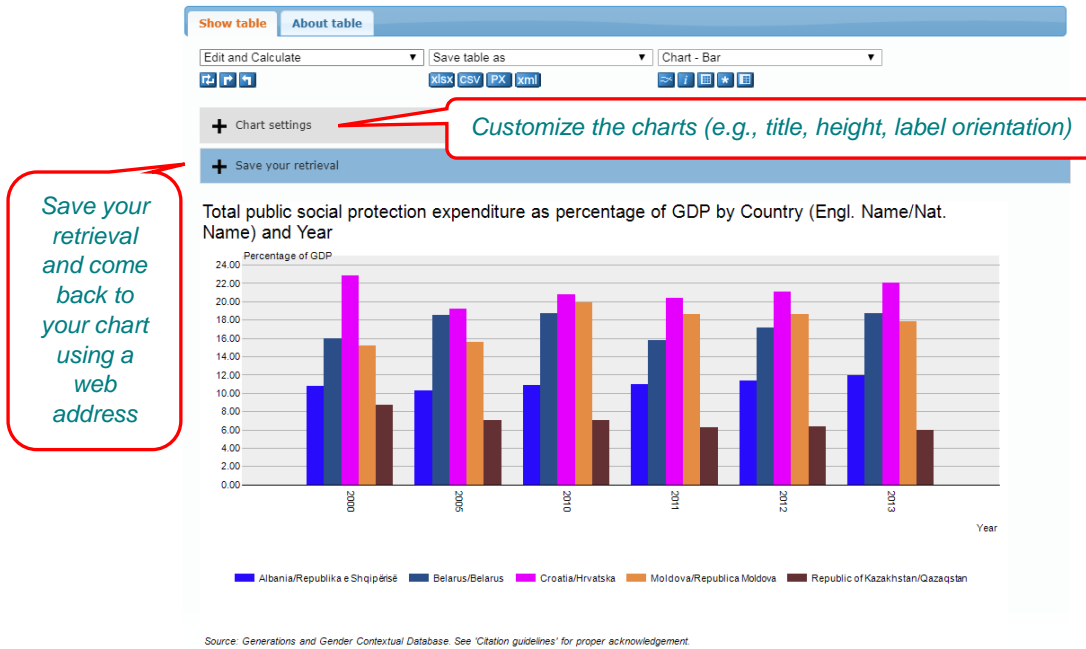 Show table About table
Edit and Calculate Save table as Chart - Bar
xlsx csv PX xml
Chart settings
Customize the charts (e.g., title, height, label orientation)
Save your retrieval
Save your
retrieval
and come
back to
your chart
using a
web
address
Total public social protection expenditure as percentage of GDP by Country (Engl. Name/Nat.
Name) and Year
Percentage of GDP
24.00
22.00
20.00
18.00
16.00
14.00
12.00
10.00
8.00
6.00
4.00
2.00
0.00
2000 2005 2010 2011 2012 2013
Year
Albania/Republika e Shqipërisë Belarus/Belarus Croatia/Hrvatska Moldova/Republica Moldova Republic of Kazakhstan/Qazaqstan
Source: Generations and Gender Contextual Database. See 'Citation guidelines' for proper acknowledgement.